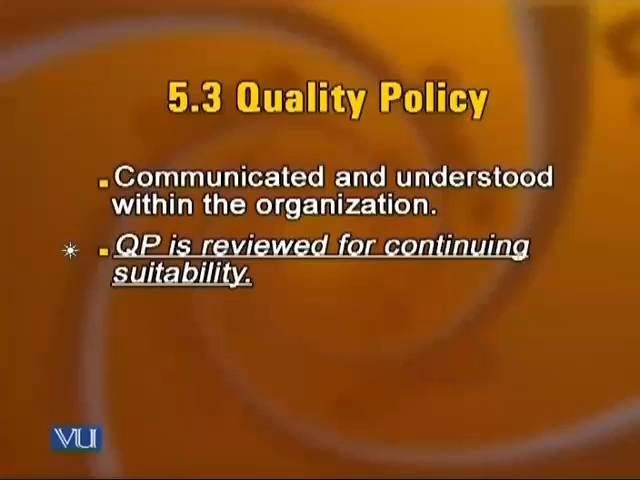 5.3 Quality Policy
Communicated and understood
within the organization.
QP is reviewed for continuing
suitability.
VU